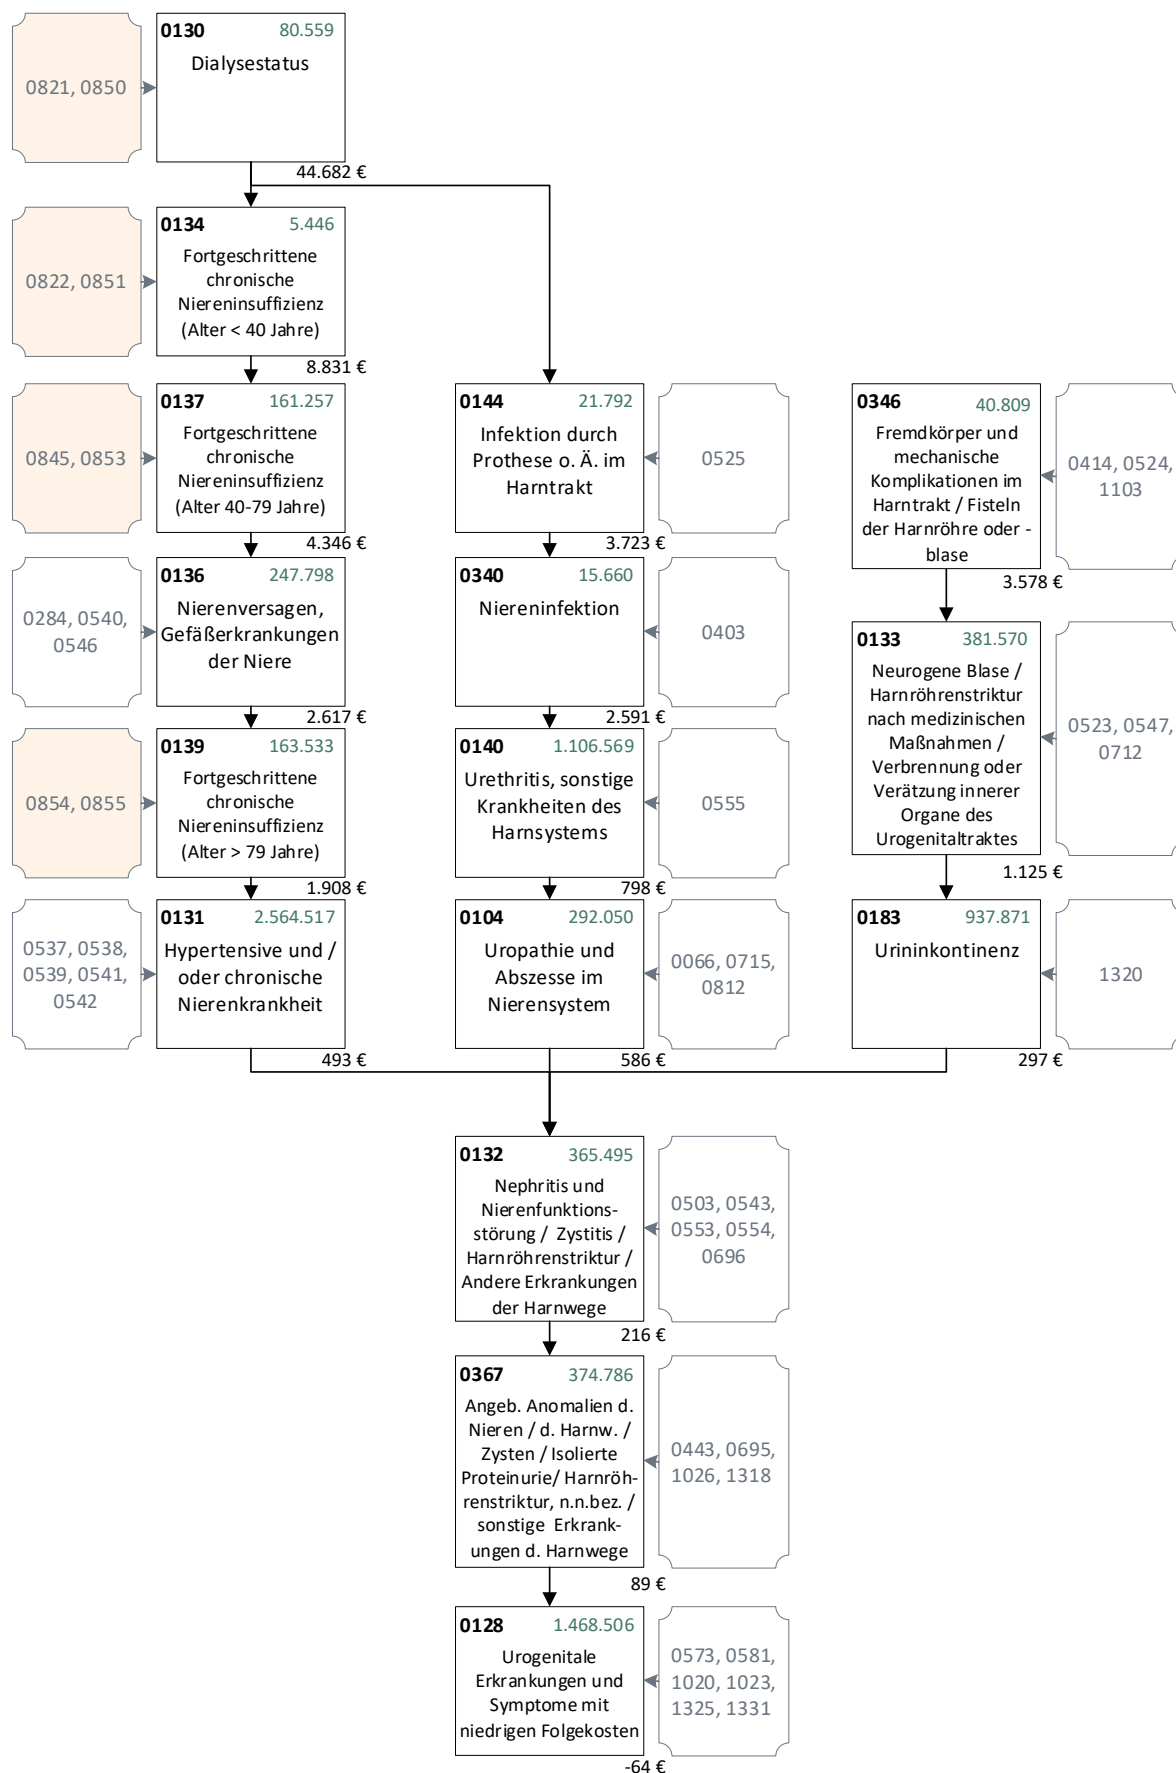 0821, 0850
0130 80.559
Dialysestatus
44.682 €
0822, 0851
0134 5.446
Fortgeschrittene
chronische
Niereninsuffizienz
(Alter < 40 Jahre)
8.831 €
0845, 0853
0137 161.257
Fortgeschrittene
chronische
Niereninsuffizienz
(Alter 40-79 Jahre)
4.346 €
0284, 0540,
0546
0136 247.798
Nierenversagen,
Gefäßerkrankungen
der Niere
2.617 €
0854, 0855
0139 163.533
Fortgeschrittene
chronische
Niereninsuffizienz
(Alter > 79 Jahre)
1.908 €
0537, 0538,
0539, 0541,
0542
0131 2.564.517
Hypertensive und /
oder chronische
Nierenkrankheit
493 €
0144 21.792
Infektion durch
Prothese o. Ä. im
Harntrakt
0525
3.723 €
0340 15.660
Niereninfektion
0403
2.591 €
0140 1.106.569
Urethritis, sonstige
Krankheiten des
Harnsystems
0555
798 €
0104 292.050
Uropathie und
Abszesse im
Nierensystem
0066, 0715,
0812
586 €
0346 40.809
Fremdkörper und
mechanische
Komplikationen im
Harntrakt / Fisteln
der Harnröhre oder -
blase
0414, 0524,
1103
3.578 €
0133 381.570
Neurogene Blase /
Harnröhrenstriktur
nach medizinischen
Maßnahmen /
Verbrennung oder
Verätzung innerer
Organe des
Urogenitaltraktes
0523, 0547,
0712
1.125 €
0183 937.871
Urininkontinenz
1320
297 €
0132 365.495
Nephritis und
Nierenfunktions-
störung / Zystitis /
Harnröhrenstriktur /
Andere Erkrankungen
der Harnwege
0503, 0543,
0553, 0554,
0696
216 €
0367 374.786
Angeb. Anomalien d.
Nieren / d. Harnw. /
Zysten / Isolierte
Proteinurie/ Harnröh-
renstriktur, n.n.bez. /
sonstige Erkrank-
ungen d. Harnwege
0443, 0695,
1026, 1318
89 €
0128 1.468.506
Urogenitale
Erkrankungen und
Symptome mit
niedrigen Folgekosten
0573, 0581,
1020, 1023,
1325, 1331
-64 €